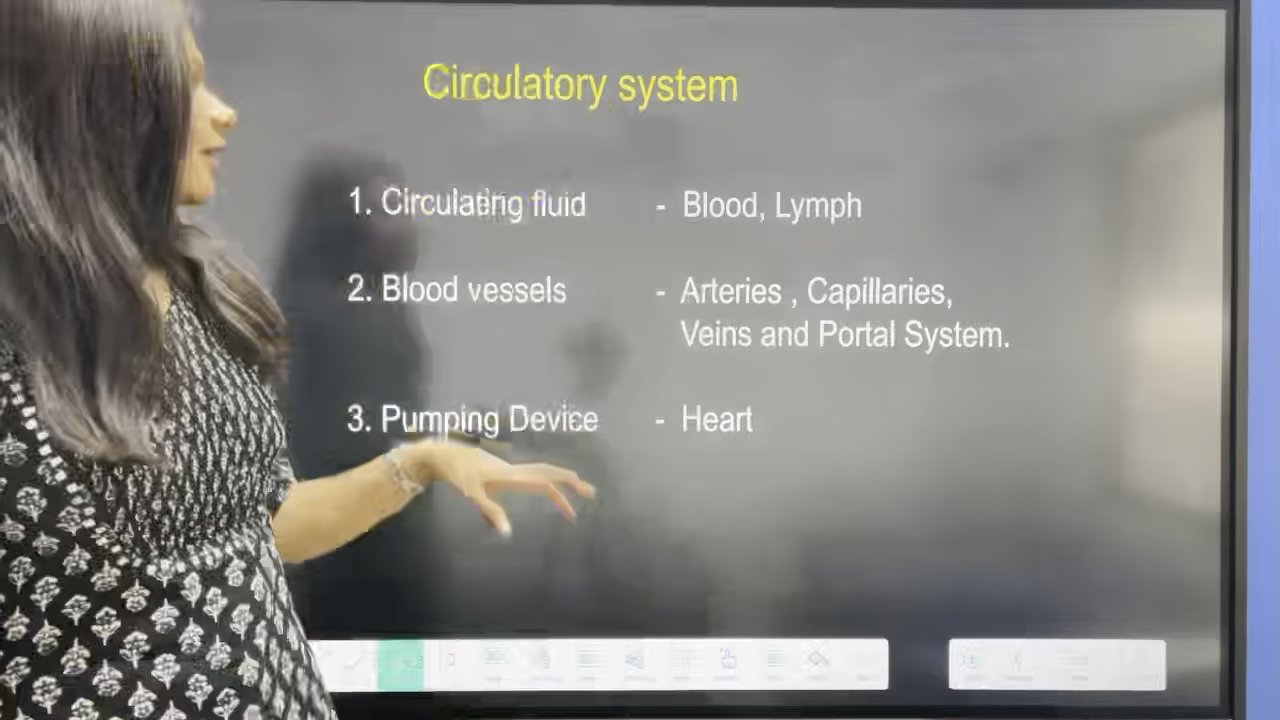 Circulatory system
1. Circulating fluid - Blood, Lymph
2. Blood vessels - Arteries , Capillaries,
Veins and Portal System.
3. Pumping Device - Heart